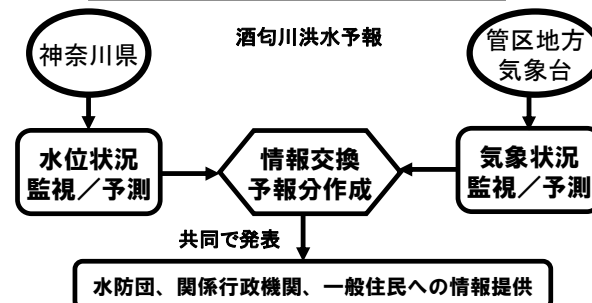 酒匂川洪水予報
神奈川県
管区地方
気象台
水位状況
監視／予測
情報交換
予報分作成
気象状況
監視／予測
共同で発表
水防団、関係行政機関、一般住民への情報提供